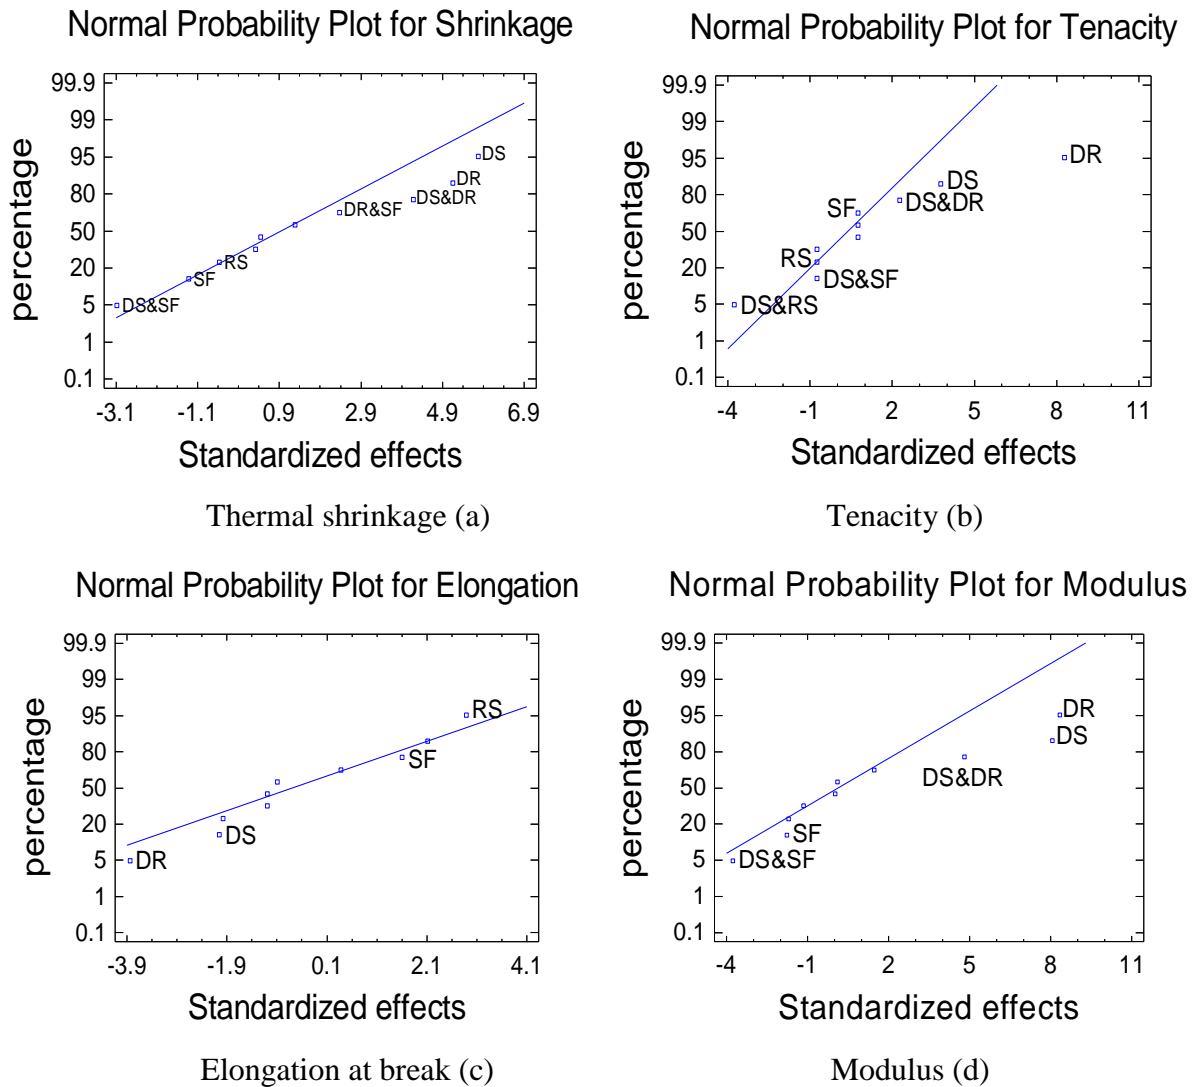 Normal Probability Plot for Shrinkage
percentage
99.9
99
95
80
50
20
5
1
0.1
DS
DR
DS&DR
DR&SF
RS
SF
DS&SF
-3.1 -1.1 0.9 2.9 4.9 6.9
Standardized effects
Thermal shrinkage (a)
Normal Probability Plot for Tenacity
percentage
99.9
99
95
80
50
20
5
1
0.1
DR
DS
DS&DR
SF
RS
DS&SF
DS&RS
-4 -1 2 5 8 11
Standardized effects
Tenacity (b)
Normal Probability Plot for Elongation
percentage
99.9
99
95
80
50
20
5
1
0.1
RS
SF
DS
DR
-3.9 -1.9 0.1 2.1 4.1
Standardized effects
Elongation at break (c)
Normal Probability Plot for Modulus
percentage
99.9
99
95
80
50
20
5
1
0.1
DR
DS
DS&DR
SF
DS&SF
-4 -1 2 5 8 11
Standardized effects
Modulus (d)